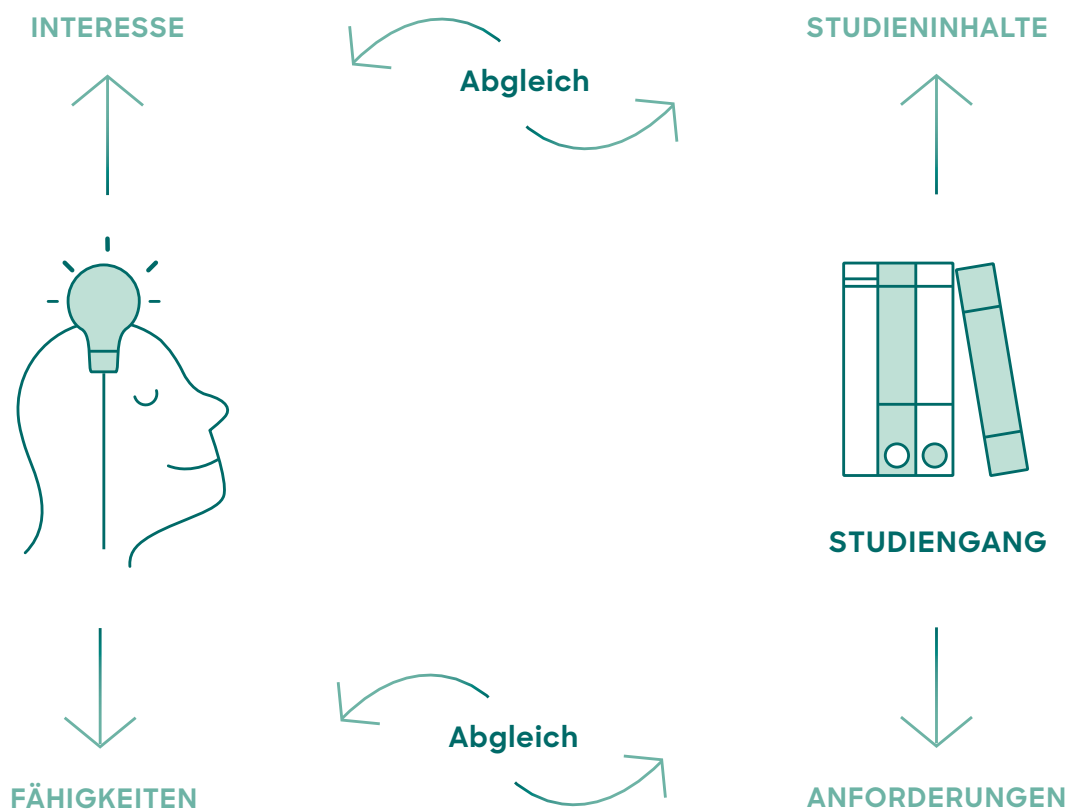 INTERESSE
STUDIENINHALTE
Abgleich
STUDIENGANG
Abgleich
FÄHIGKEITEN
ANFORDERUNGEN